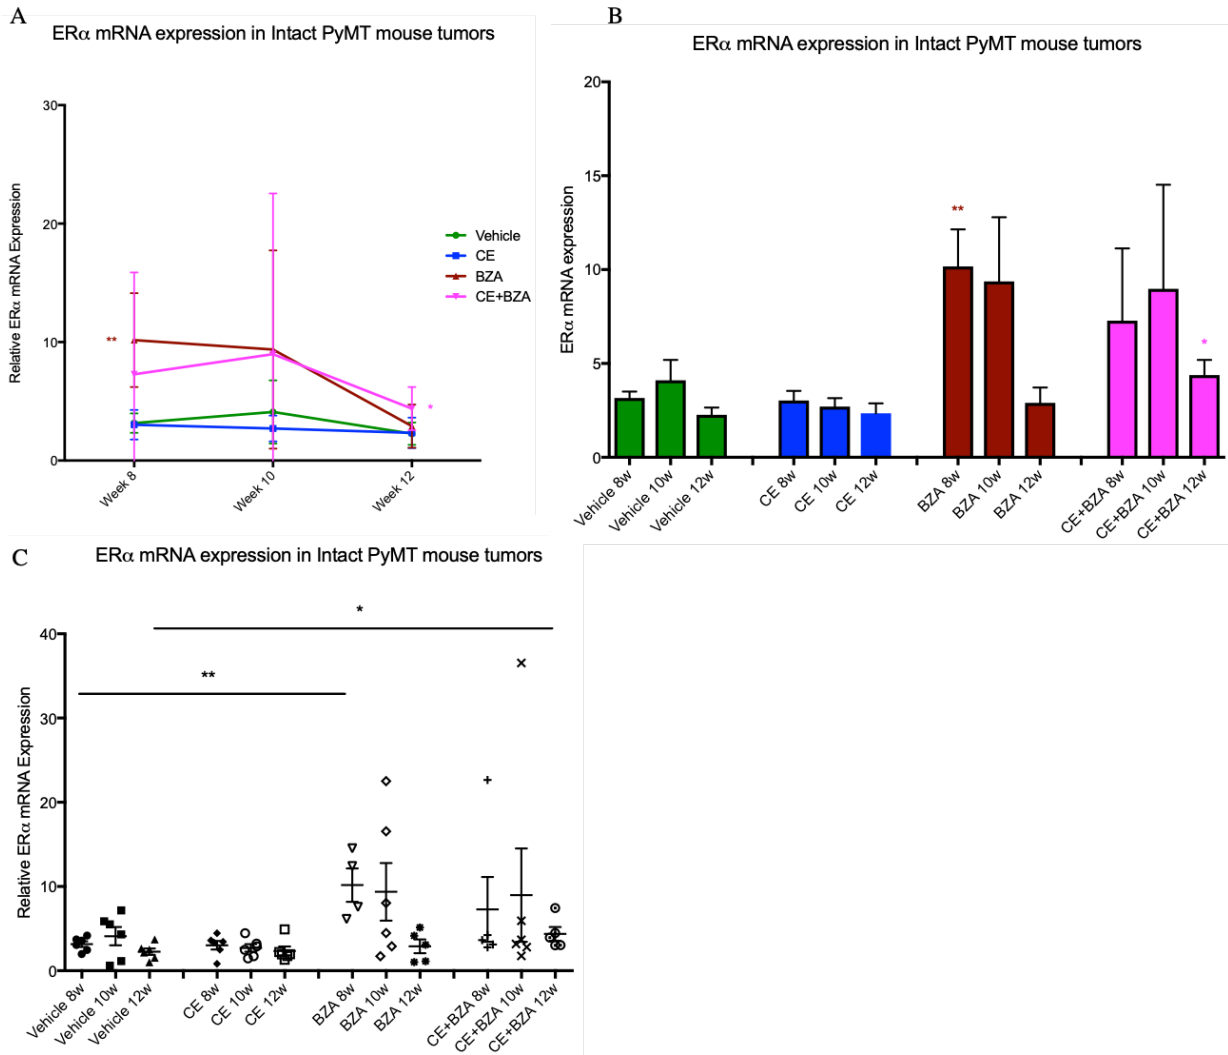 A
ERα mRNA expression in Intact PyMT mouse tumors
Relative ERα mRNA Expression
30
20
10
0
**
*
Week 8
Week 10
Week 12
Vehicle
CE
BZA
CE+BZA
B
ERα mRNA expression in Intact PyMT mouse tumors
ERα mRNA expression
20
15
10
5
0
**
*
Vehicle 8w
Vehicle 10w
Vehicle 12w
CE 8w
CE 10w
CE 12w
BZA 8w
BZA 10w
BZA 12w
CE+BZA 8w
CE+BZA 10w
CE+BZA 12w
C
ERα mRNA expression in Intact PyMT mouse tumors
Relative ERα mRNA Expression
40
30
20
10
0
*
**
Vehicle 8w
Vehicle 10w
Vehicle 12w
CE 8w
CE 10w
CE 12w
BZA 8w
BZA 10w
BZA 12w
CE+BZA 8w
CE+BZA 10w
CE+BZA 12w